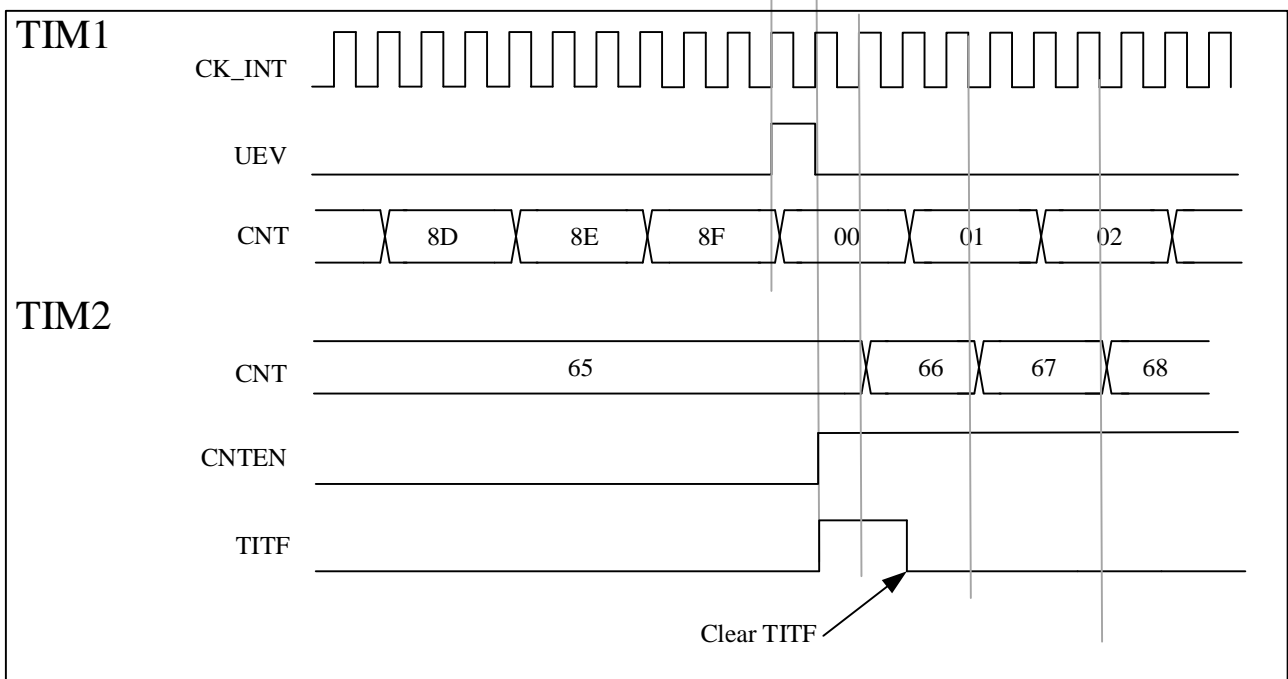 TIM1
CK_INT
UEV
CNT 8D 8E 8F 00 01 02
TIM2
CNT 65 66 67 68
CNTEN
TITF
Clear TITF